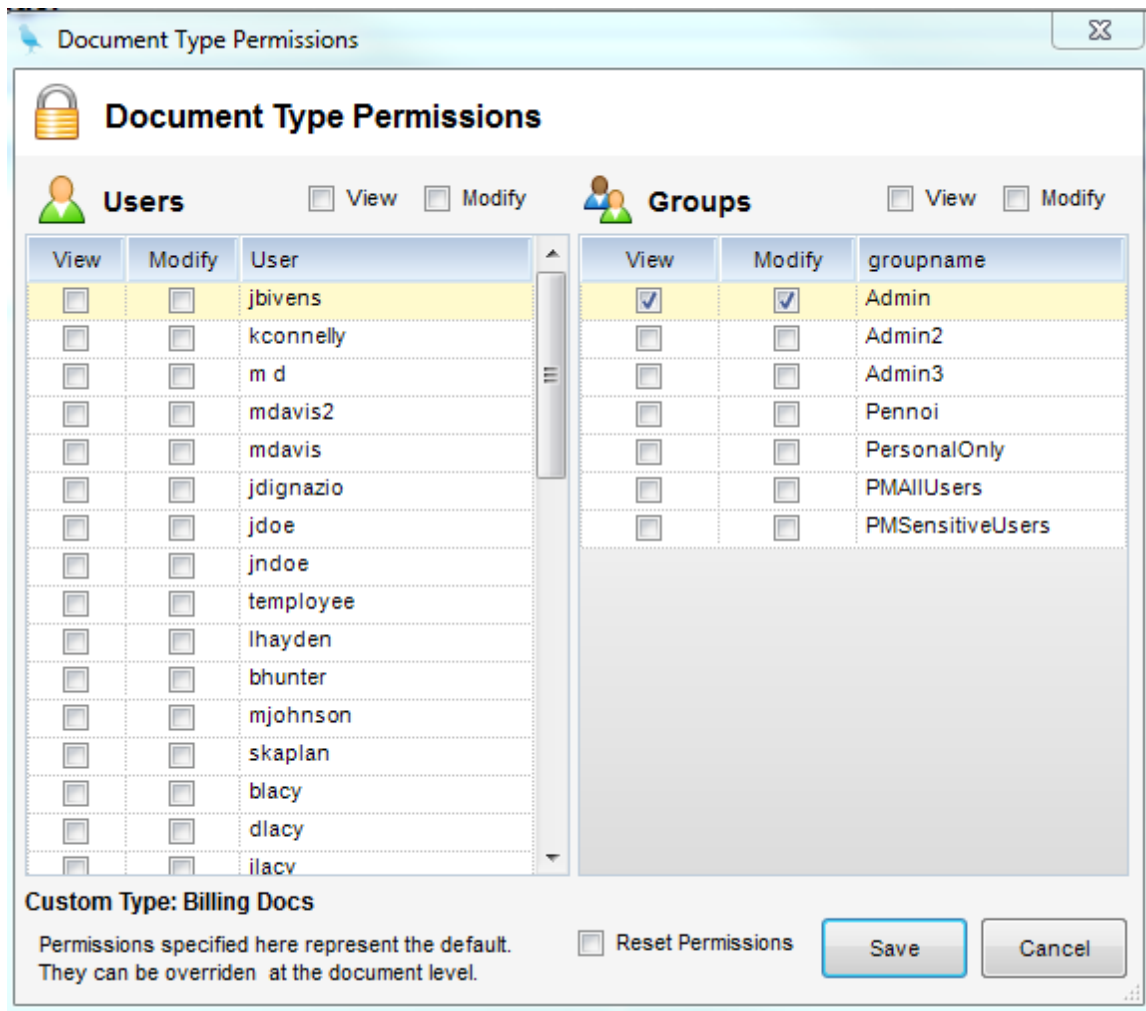 Document Type Permissions
Document Type Permissions
Users View Modify Groups View Modify
View Modify User View Modify groupname
jbivens Admin
kconnelly Admin2
m d Admin3
mdavis2 Pennoi
mdavis PersonalOnly
jdignazio PMAllUsers
jdoe PMSensitiveUsers
jndoe
temployee
lhayden
bhunter
mjohnson
skaplan
blacy
dlacy
Custom Type: Billing Docs
Permissions specified here represent the default.
They can be overriden at the document level.
Reset Permissions Save Cancel